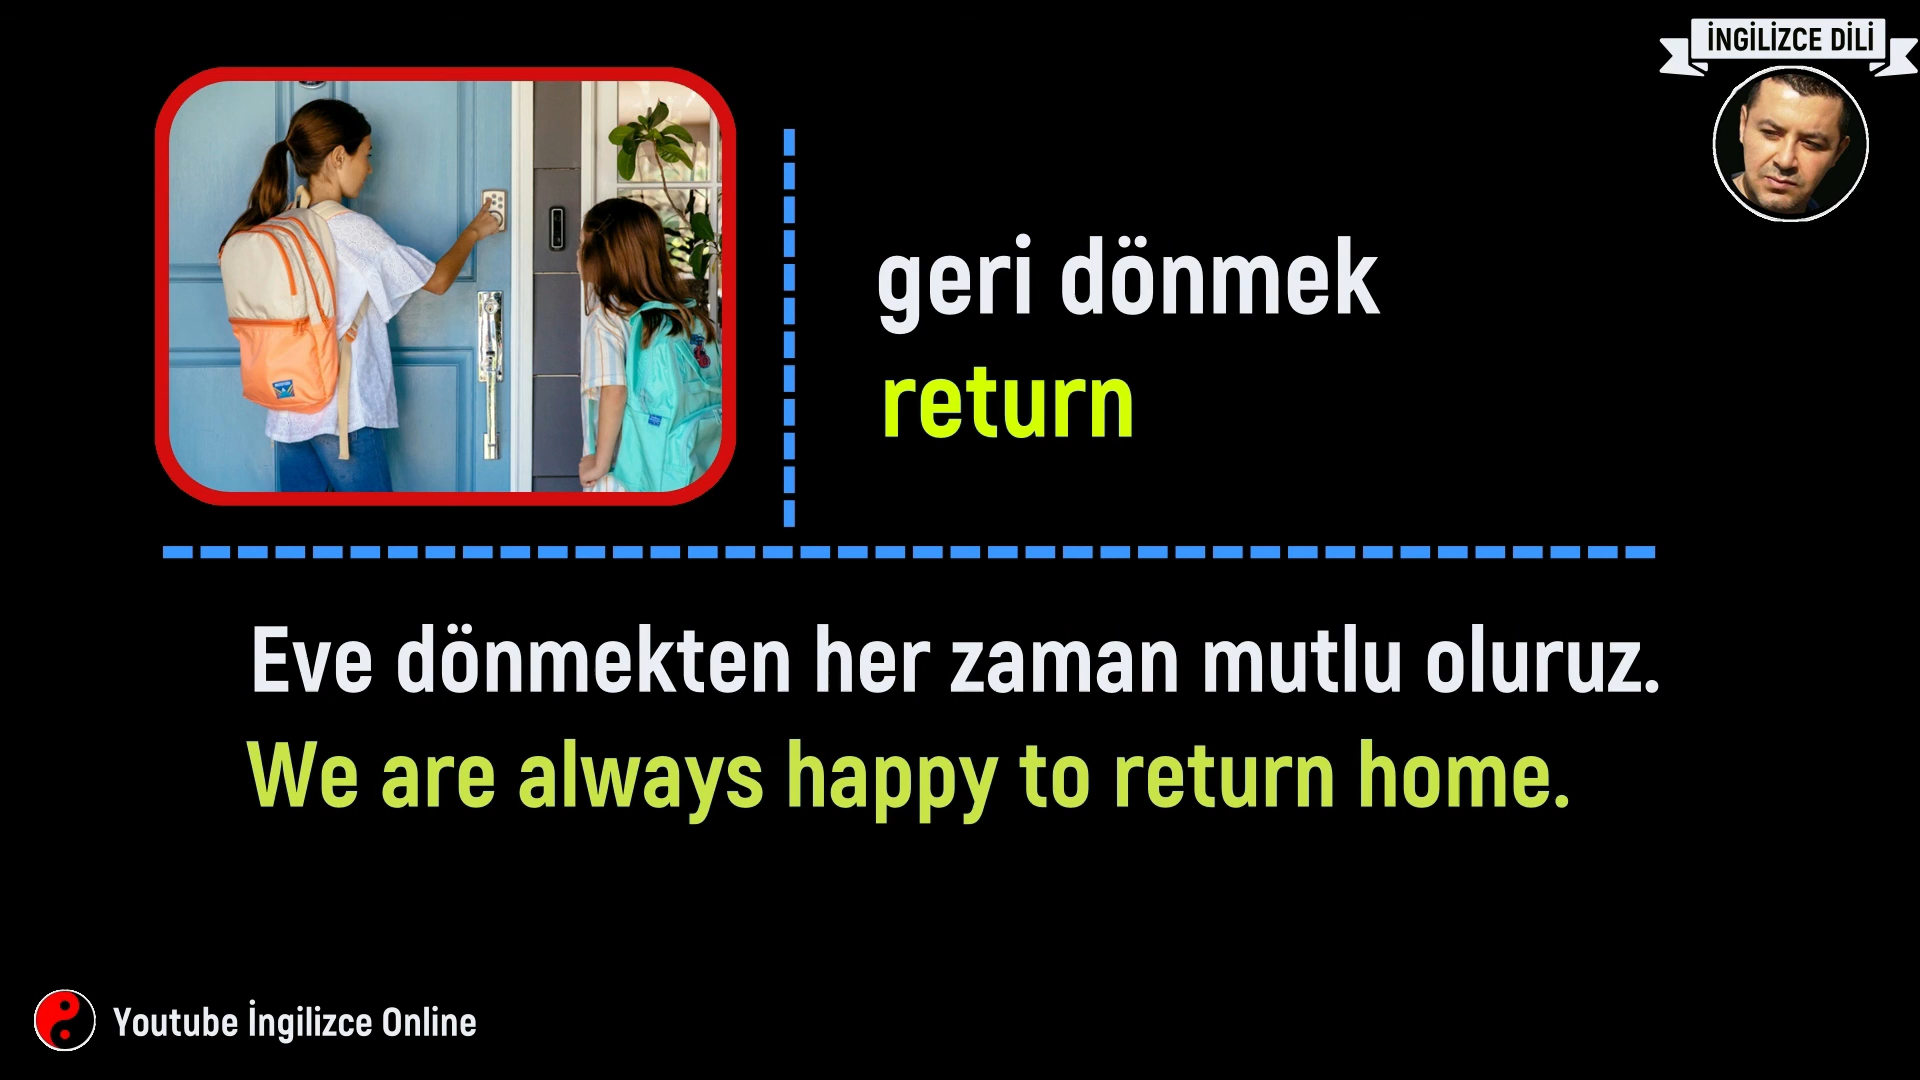 İNGİLİZCE DİLİ
geri dönmek
return
Eve dönmekten her zaman mutlu oluruz.
We are always happy to return home.
Youtube İngilizce Online